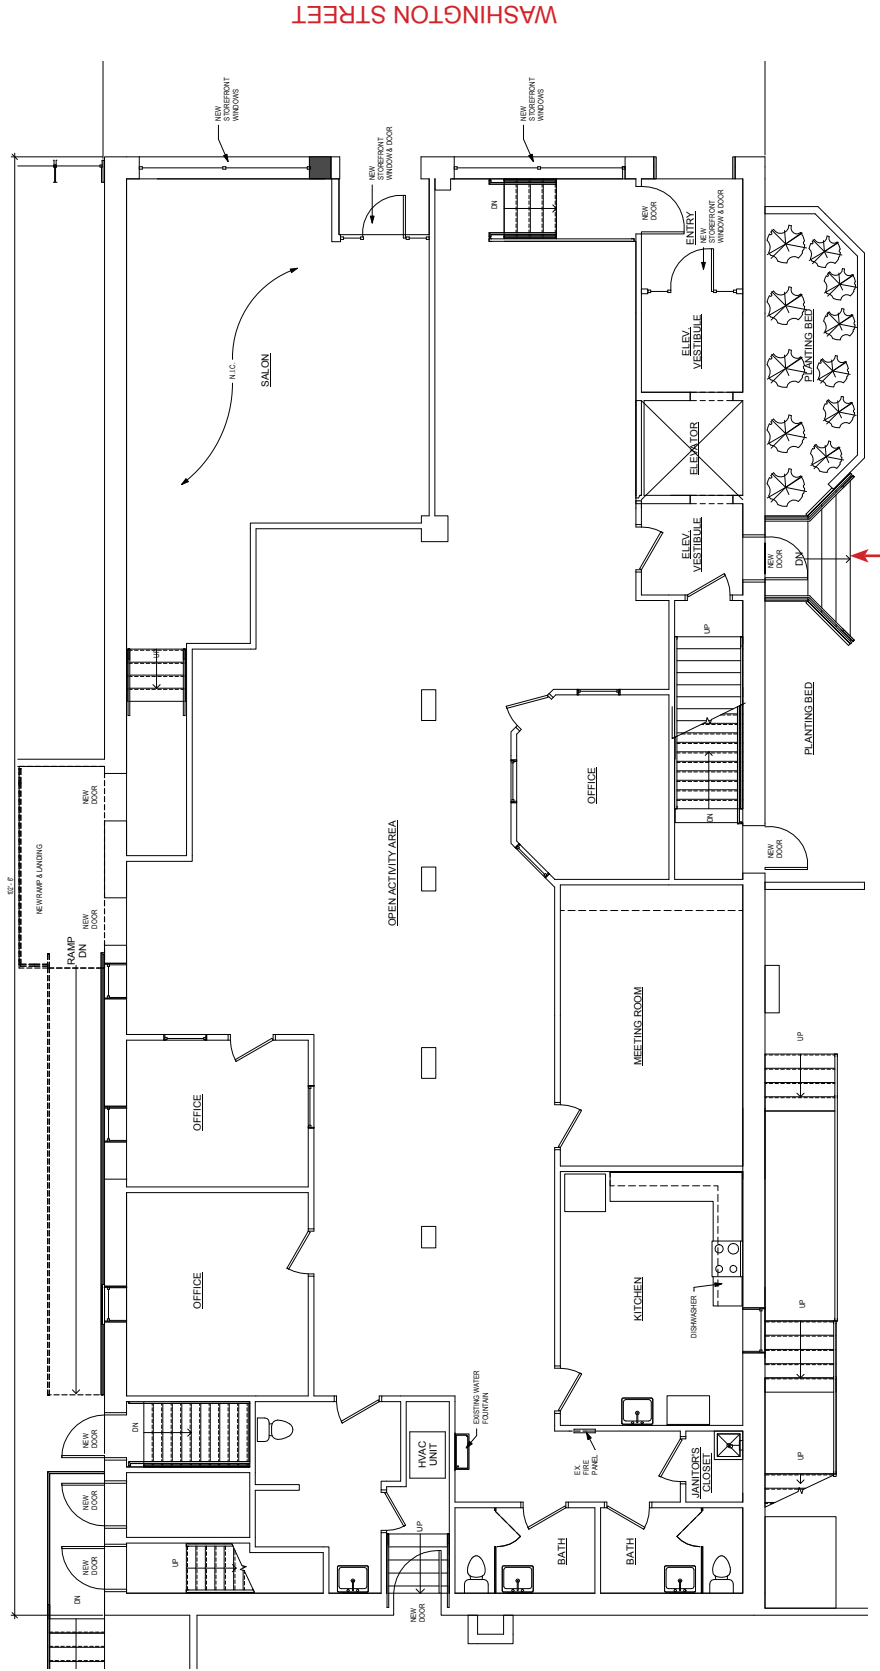 WASHINGTON STREET
NEW
STOREFRONT
WINDOWS
NEW
STOREFRONT
WINDOWS
NEW
STOREFRONT
WINDOW & DOOR
DN
NEW
DOOR
ENTRY
NEW
STOREFRONT
WINDOW & DOOR
N.I.C.
SALON
ELEV.
VESTIBULE
PLANTING BED
ELEVATOR
ELEV.
VESTIBULE
NEW
DOOR
DN
UP
UP
PLANTING BED
NEW
DOOR
OFFICE
DN
NEW
DOOR
102' - 6"
NEW RAMP & LANDING
OPEN ACTIVITY AREA
NEW
DOOR
RAMP
DN
MEETING ROOM
UP
OFFICE
OFFICE
KITCHEN
DISHWASHER
UP
EXISTING WATER
FOUNTAIN
DN
NEW
DOOR
HVAC
UNIT
EX.
FIRE
PANEL
JANITOR'S
CLOSET
UP
NEW
DOOR
UP
BATH
BATH
NEW
DOOR
UP
DN
NEW
DOOR